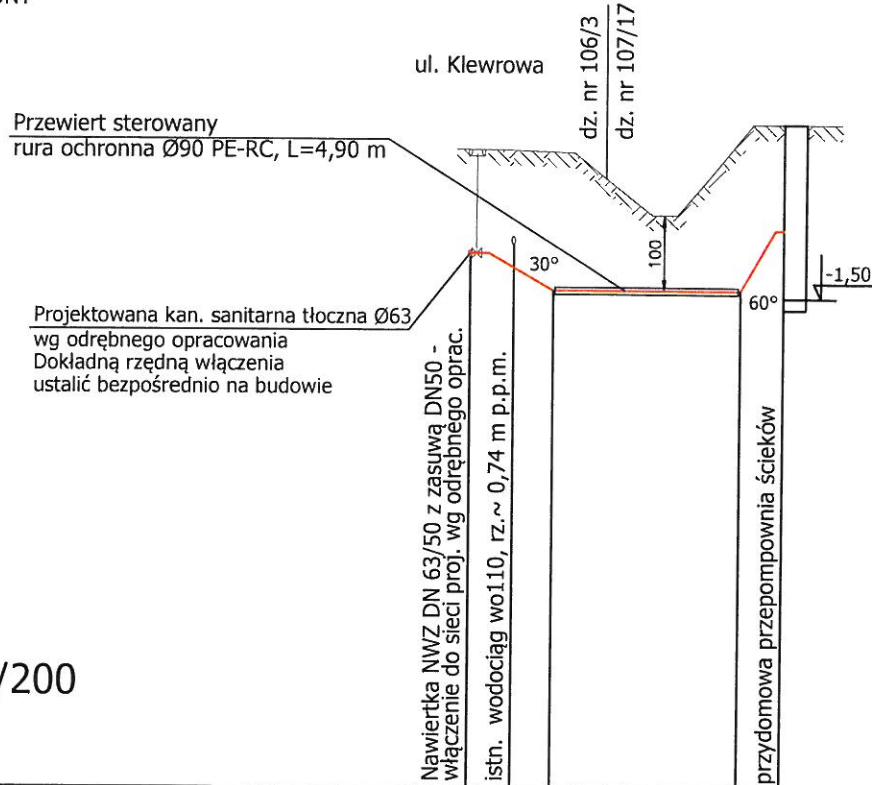 ul. Klewrowa
dz. nr 106/3
dz. nr 107/17
Przewiert sterowany
rura ochronna Ø90 PE-RC, L=4,90 m
30°
100
-1,50
60°
Projektowana kan. sanitarna tłoczna Ø63
wg odrębnego opracowania
Dokładną rzędną włączenia
ustalić bezpośrednio na budowie
Nawiertka NWZ DN 63/50 z zasuwą DN50 -
włączenie do sieci proj. wg odrębnego oprac.
istn. wodociąg wo110, rz.~ 0,74 m p.p.m.
przydomowa przepompownia ścieków
/200